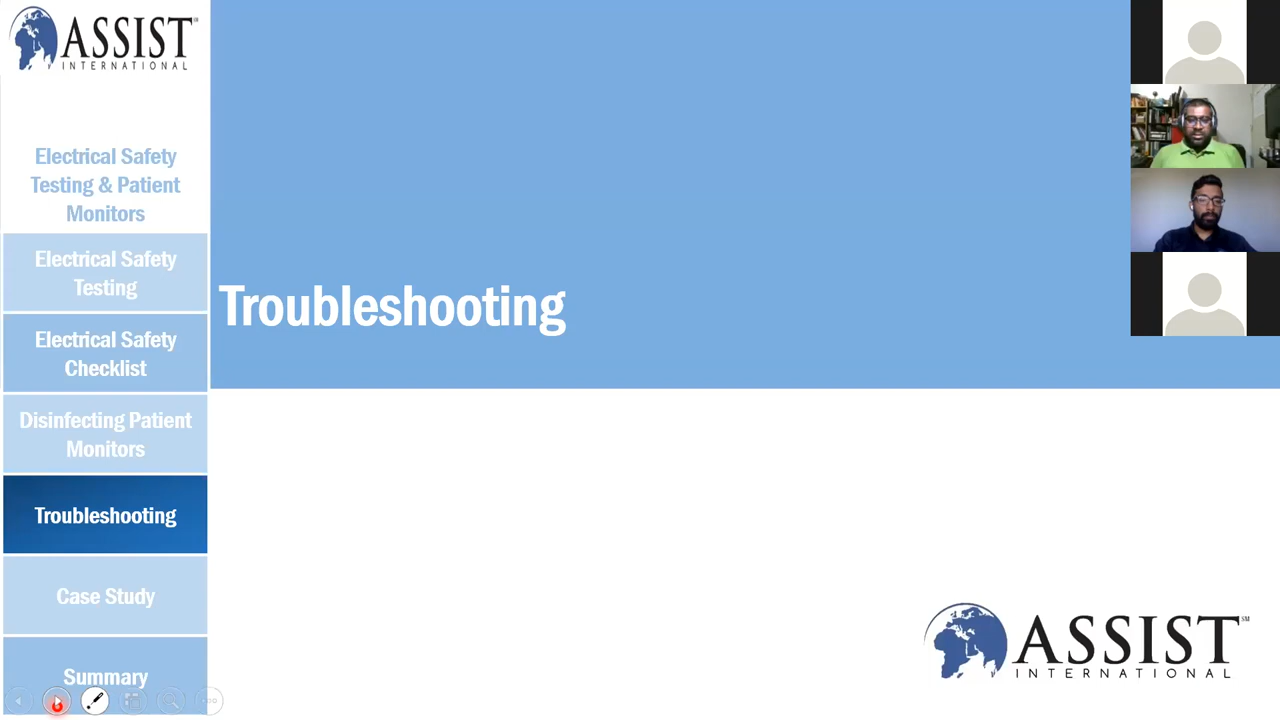 ASSIST
INTERNATIONAL
Electrical Safety
Testing & Patient
Monitors
Electrical Safety
Testing
Electrical Safety
Checklist
Disinfecting Patient
Monitors
Troubleshooting
Case Study
Summary
Troubleshooting
ASSIST
INTERNATIONAL